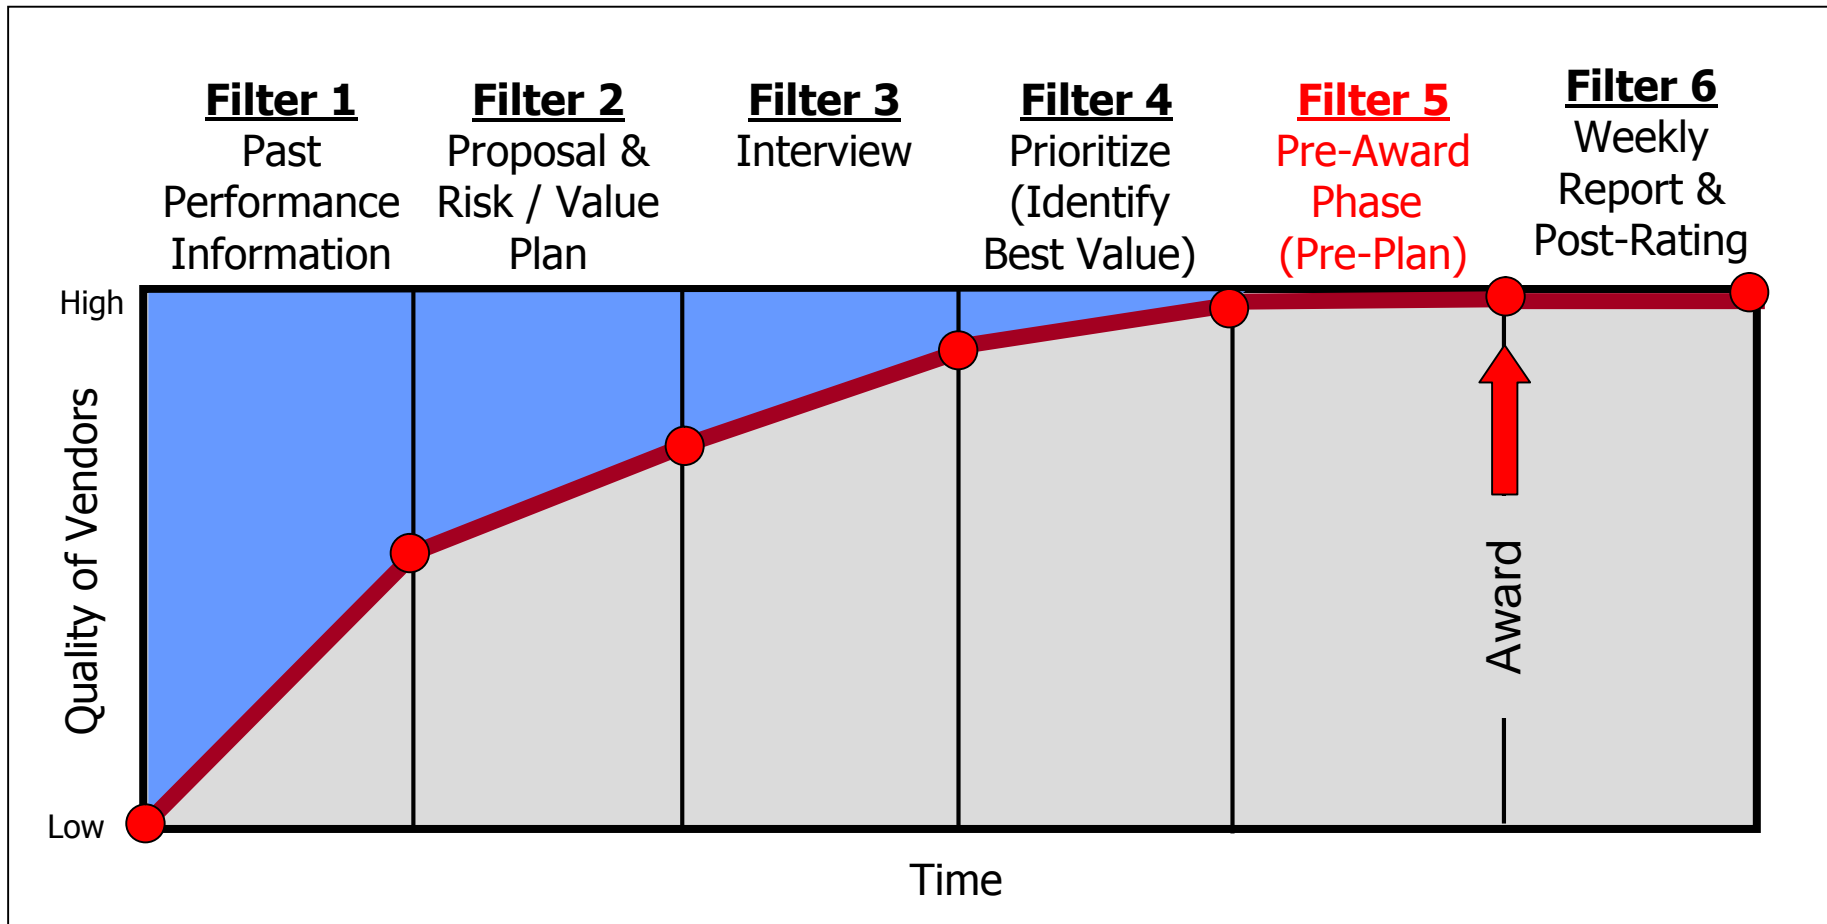 Filter 1
Past
Performance
Information
Filter 2
Proposal &
Risk / Value
Plan
Filter 3
Interview
Filter 4
Prioritize
(Identify
Best Value)
Filter 5
Pre-Award
Phase
(Pre-Plan)
Filter 6
Weekly
Report &
Post-Rating
High
Quality of Vendors
Low
Award
Time